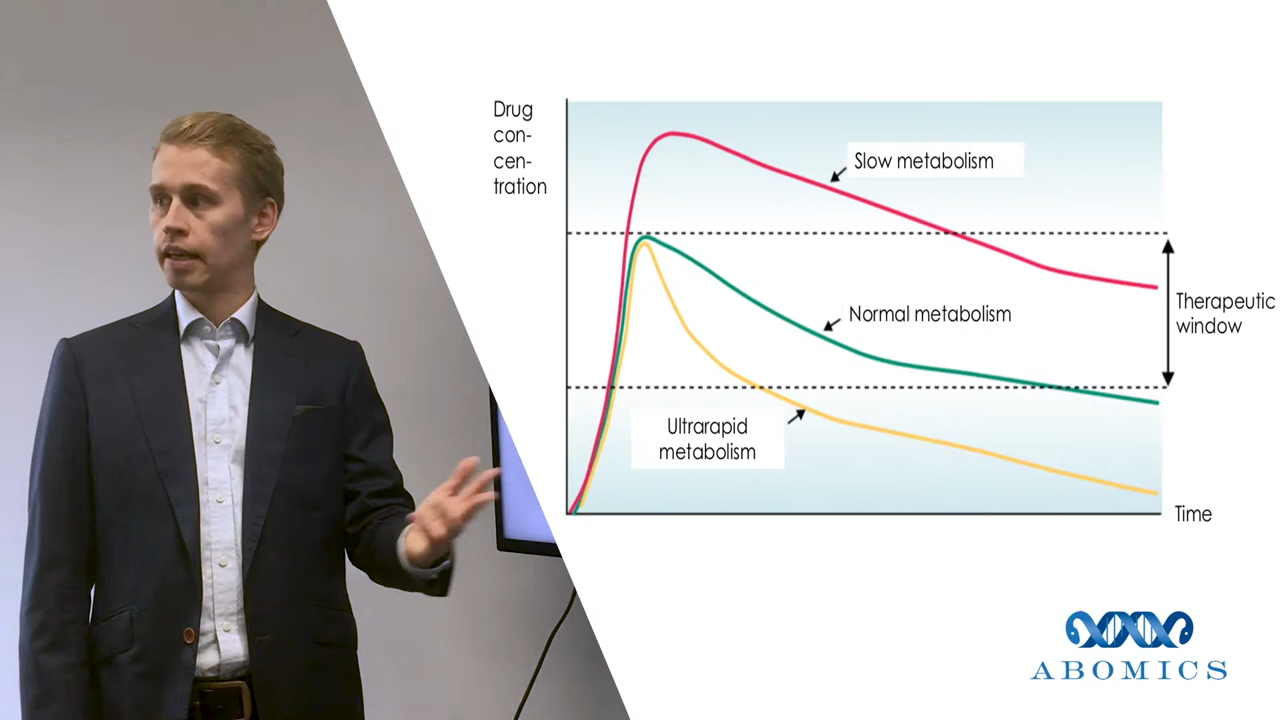 Drug
con-
cen-
tration
Slow metabolism
Normal metabolism
Therapeutic
window
Ultrarapid
metabolism
Time
ABOMICS